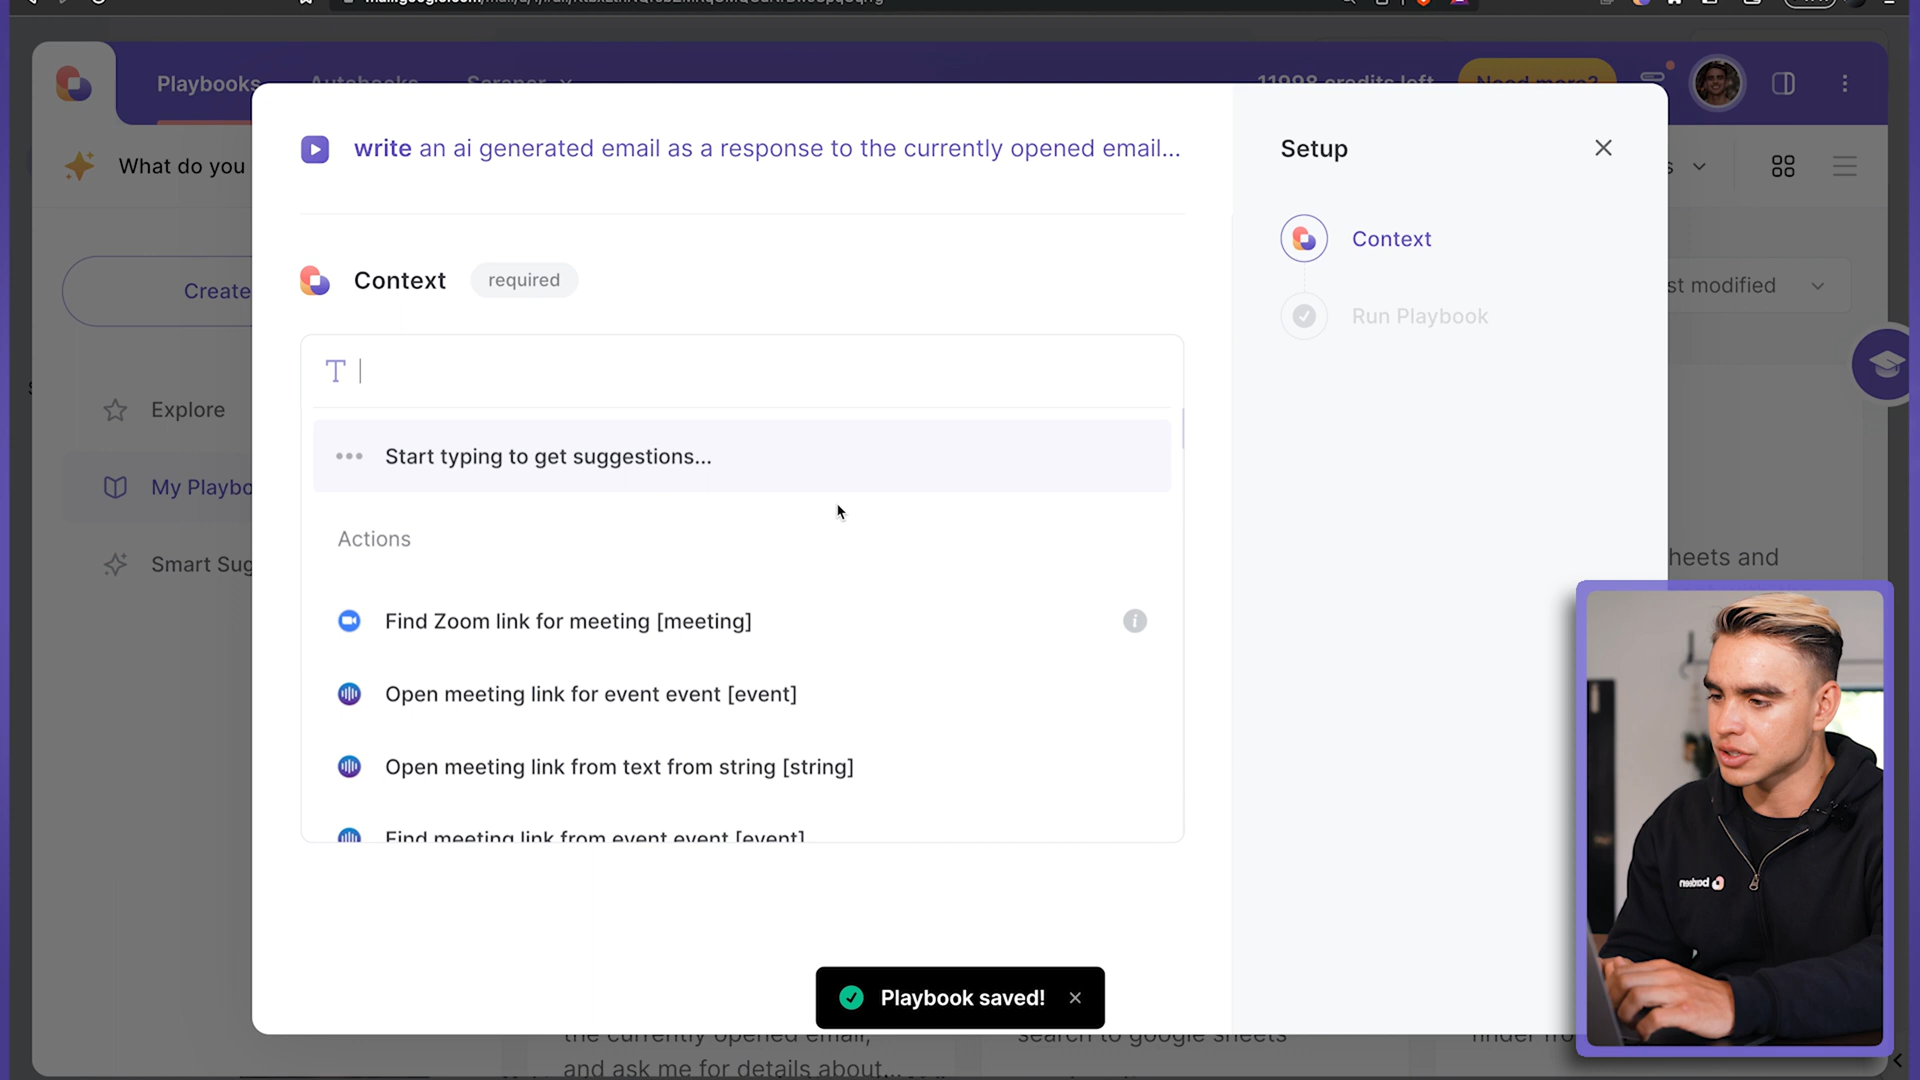 Playbooks
11998 credits left
Need more?
write an ai generated email as a response to the currently opened email...
Setup
What do you
Context required
Context
Create
Run Playbook
st modified
T
Start typing to get suggestions...
Explore
Actions
My Playbo
heets and
Smart Sug
Find Zoom link for meeting [meeting]
Open meeting link for event event [event]
Open meeting link from text from string [string]
Find meeting link from event event [event]
Playbook saved!
the currently opened email,
search to google sheets
and ask me for details about...